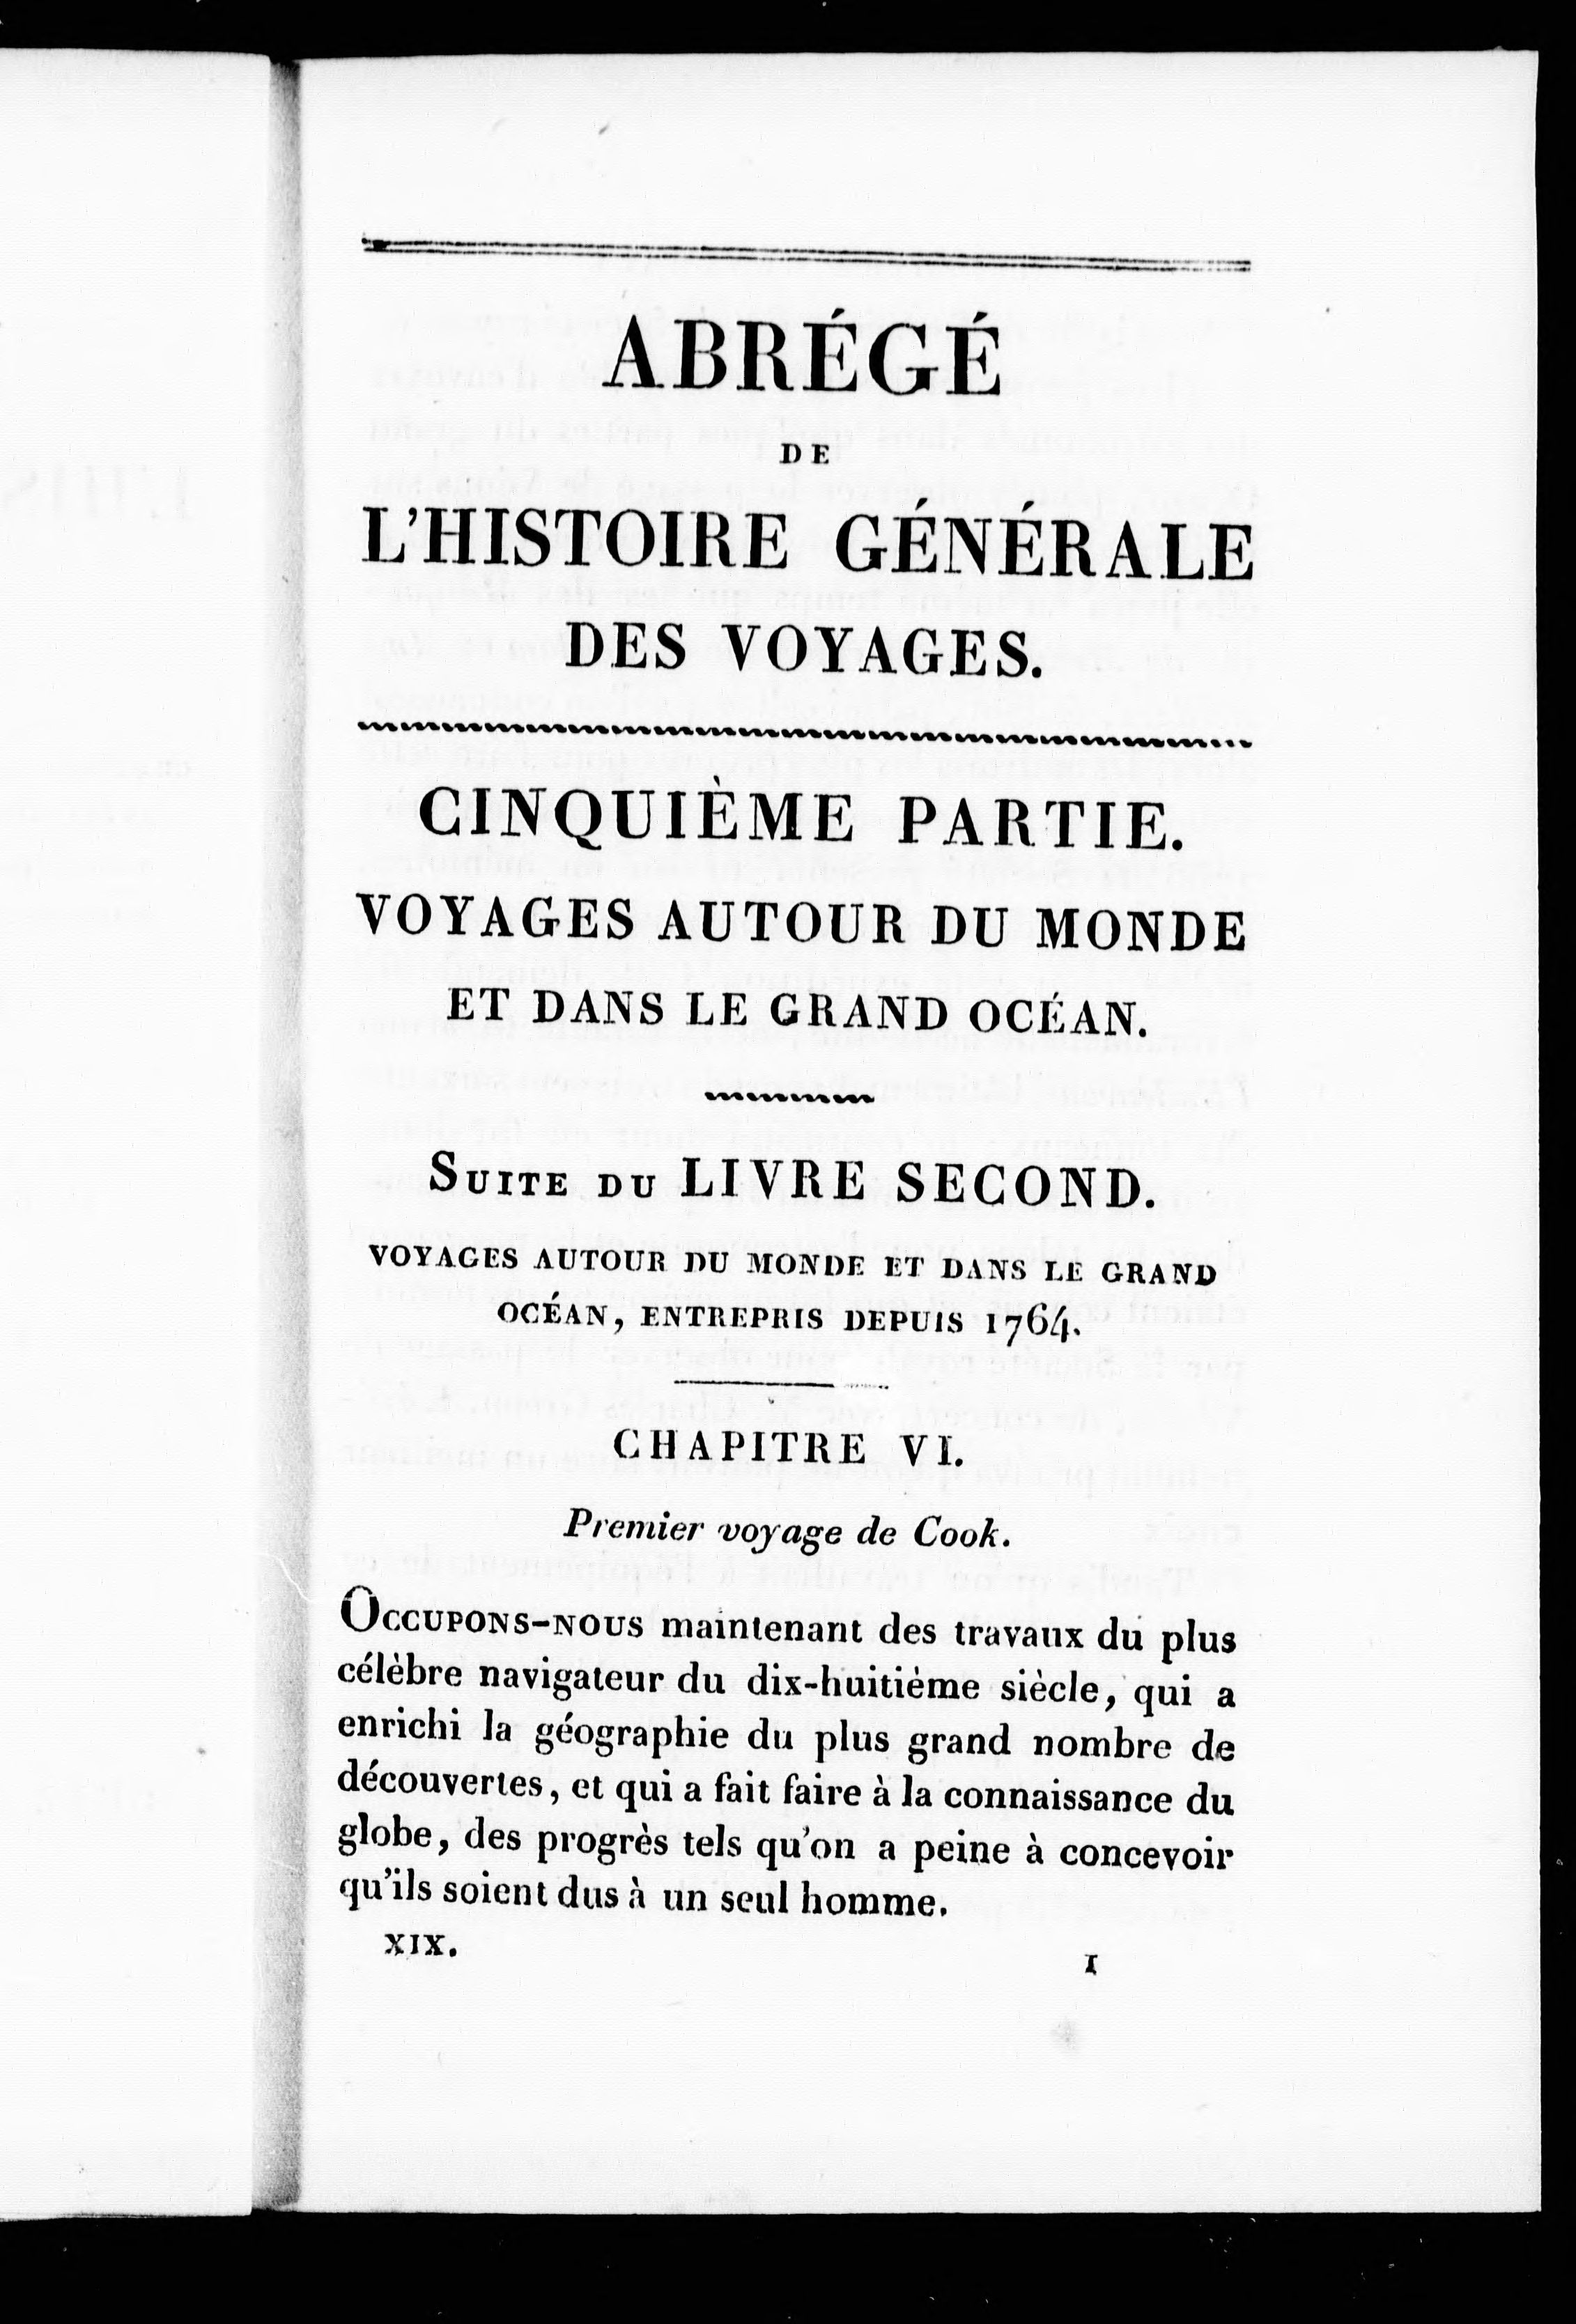 ABRÉGÉ
DE
L'HISTOIRE GÉNÉRALE
DES VOYAGES.
CINQUIÈME PARTIE.
VOYAGES AUTOUR DU MONDE
ET DANS LE GRAND OCÉAN.
SUITE DU LIVRE SECOND.
VOYAGES AUTOUR DU MONDE ET DANS LE GRAND
OCÉAN, ENTREPRIS DEPUIS 1764.
CHAPITRE VI.
Premier voyage de Cook.
OCCUPONS-NOUS maintenant des travaux du plus
célèbre navigateur du dix-huitième siècle, qui a
enrichi la géographie du plus grand nombre de
découvertes, et qui a fait faire à la connaissance du
globe, des progrès tels qu'on a peine à concevoir
qu'ils soient dus à un seul homme.
XIX. 1